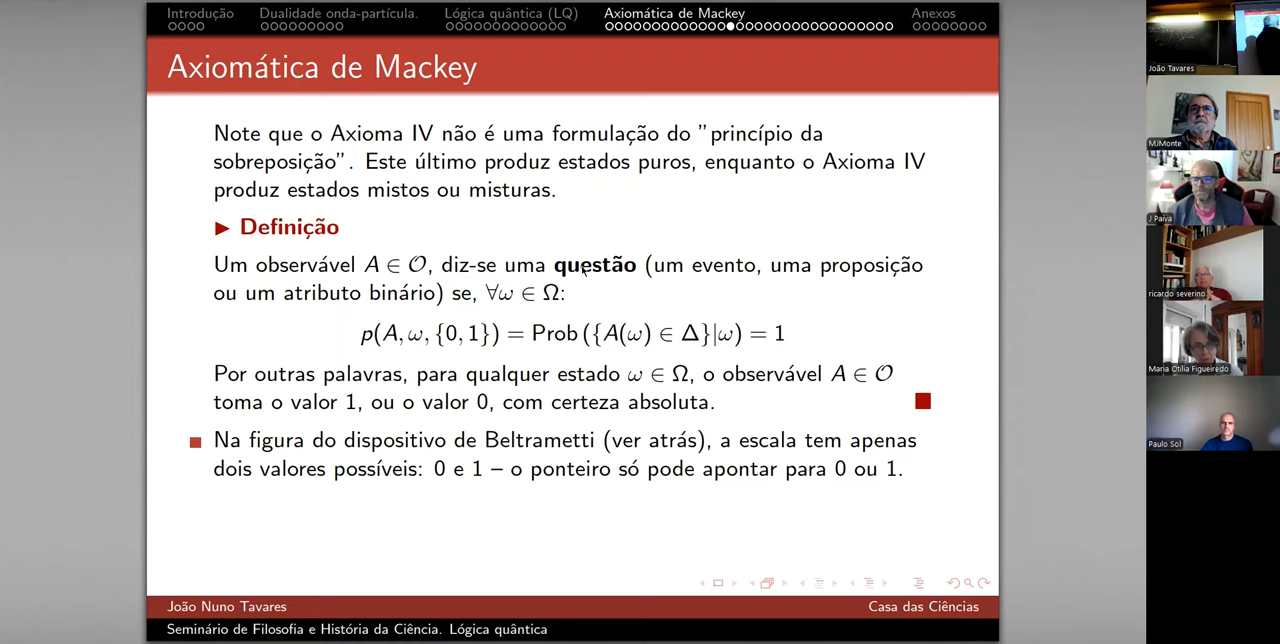 Introdução Dualidade onda-partícula. Lógica quântica (LQ) Axiomática de Mackey Anexos
Axiomática de Mackey
Note que o Axioma IV não é uma formulação do ”princípio da
sobreposição”. Este último produz estados puros, enquanto o Axioma IV
produz estados mistos ou misturas.
▶ Definição
Um observável A ∈ 𝒪, diz-se uma questão (um evento, uma proposição
ou um atributo binário) se, ∀ω ∈ Ω:
p(A, ω, {0, 1}) = Prob ({A(ω) ∈ Δ}|ω) = 1
Por outras palavras, para qualquer estado ω ∈ Ω, o observável A ∈ 𝒪
toma o valor 1, ou o valor 0, com certeza absoluta.
Na figura do dispositivo de Beltrametti (ver atrás), a escala tem apenas
dois valores possíveis: 0 e 1 – o ponteiro só pode apontar para 0 ou 1.
João Nuno Tavares Casa das Ciências
Seminário de Filosofia e História da Ciência. Lógica quântica
João Tavares
MJMonte
J Paiva
ricardo severino
Maria Otília Figueiredo
Paulo Sol